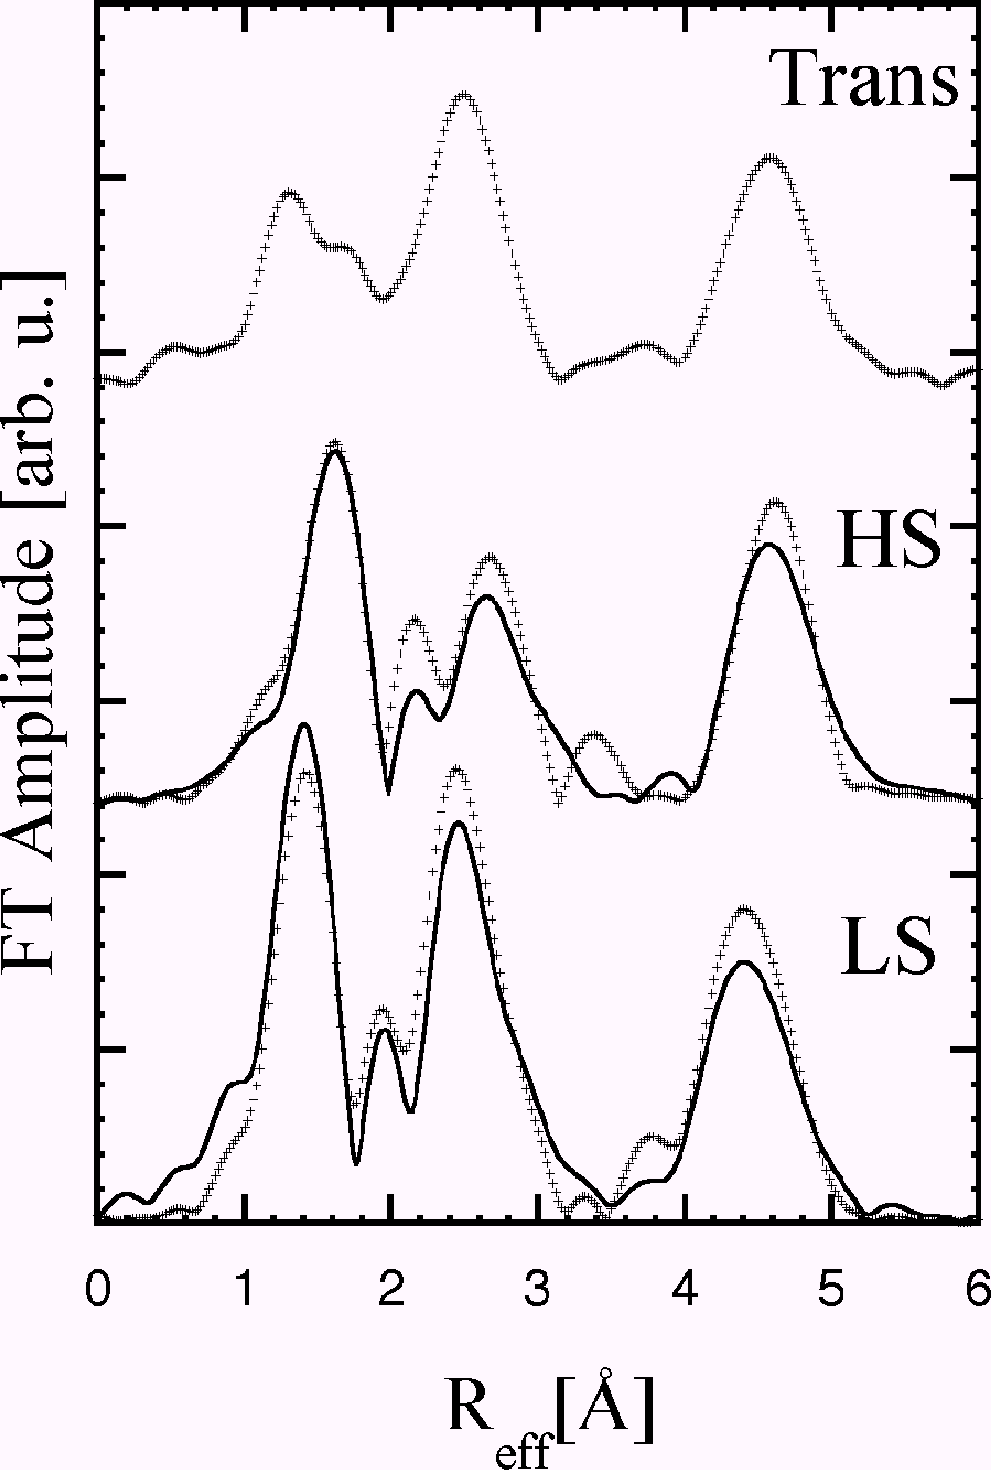 Trans
HS
LS
FT Amplitude [arb. u.]
0 1 2 3 4 5 6
R_eff [Å]